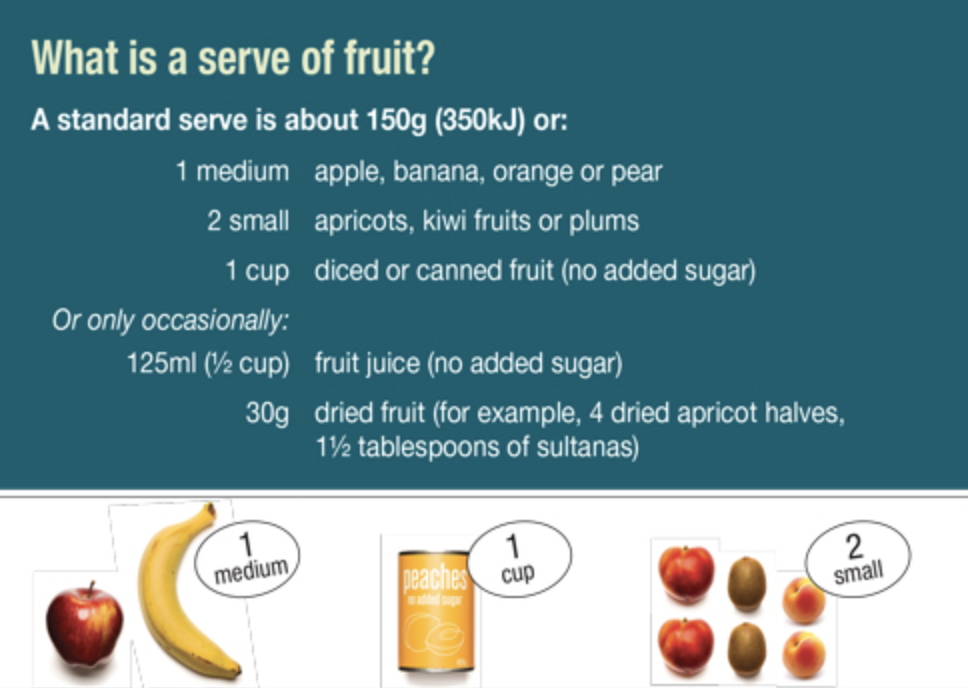 What is a serve of fruit?
A standard serve is about 150g (350kJ) or:
1 medium apple, banana, orange or pear
2 small apricots, kiwi fruits or plums
1 cup diced or canned fruit (no added sugar)
Or only occasionally:
125ml (½ cup) fruit juice (no added sugar)
30g dried fruit (for example, 4 dried apricot halves,
1½ tablespoons of sultanas)
1
medium
peaches
no added sugar
1
cup
2
small